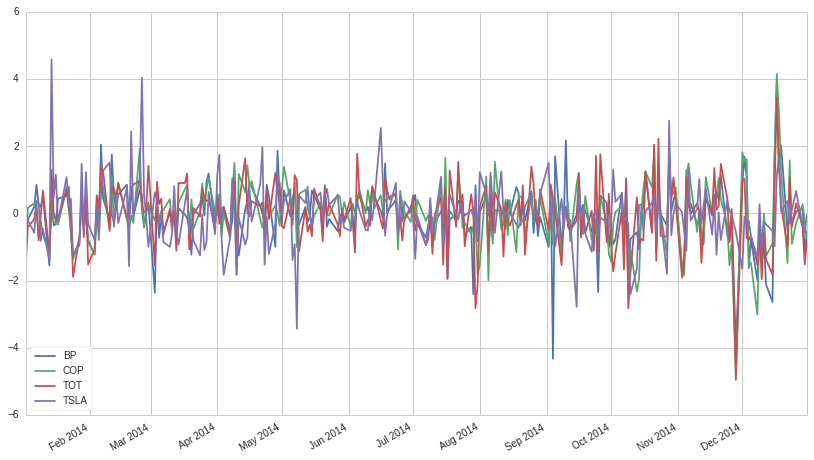 6
4
2
0
−2
−4
−6
BP
COP
TOT
TSLA
Feb 2014
Mar 2014
Apr 2014
May 2014
Jun 2014
Jul 2014
Aug 2014
Sep 2014
Oct 2014
Nov 2014
Dec 2014